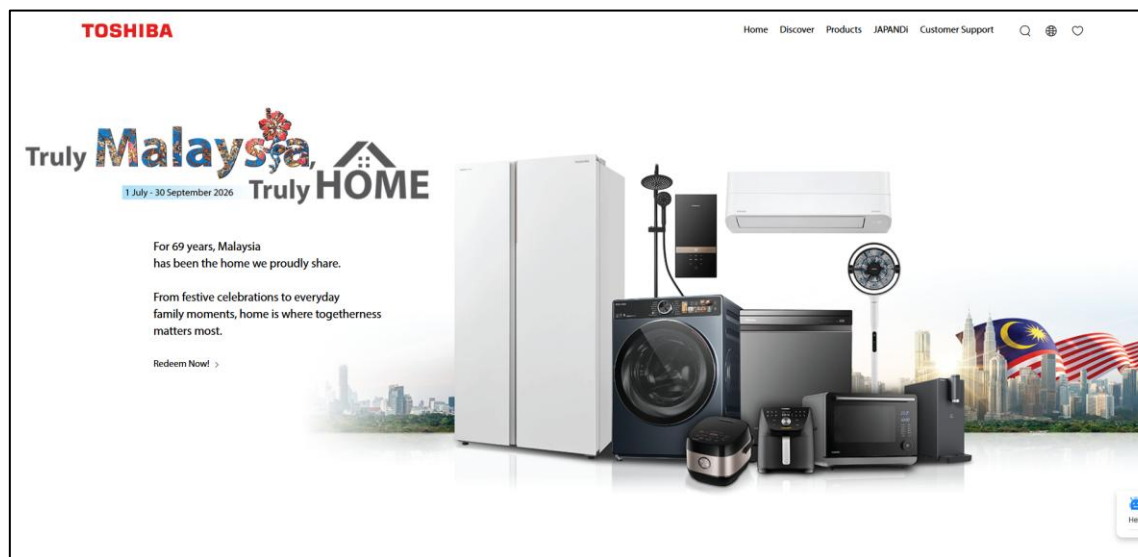 TOSHIBA
Home Discover Products JAPANDi Customer Support
Truly Malaysia,
Truly HOME
1 July - 30 September 2026
For 69 years, Malaysia
has been the home we proudly share.
From festive celebrations to everyday
family moments, home is where togetherness
matters most.
Redeem Now! >